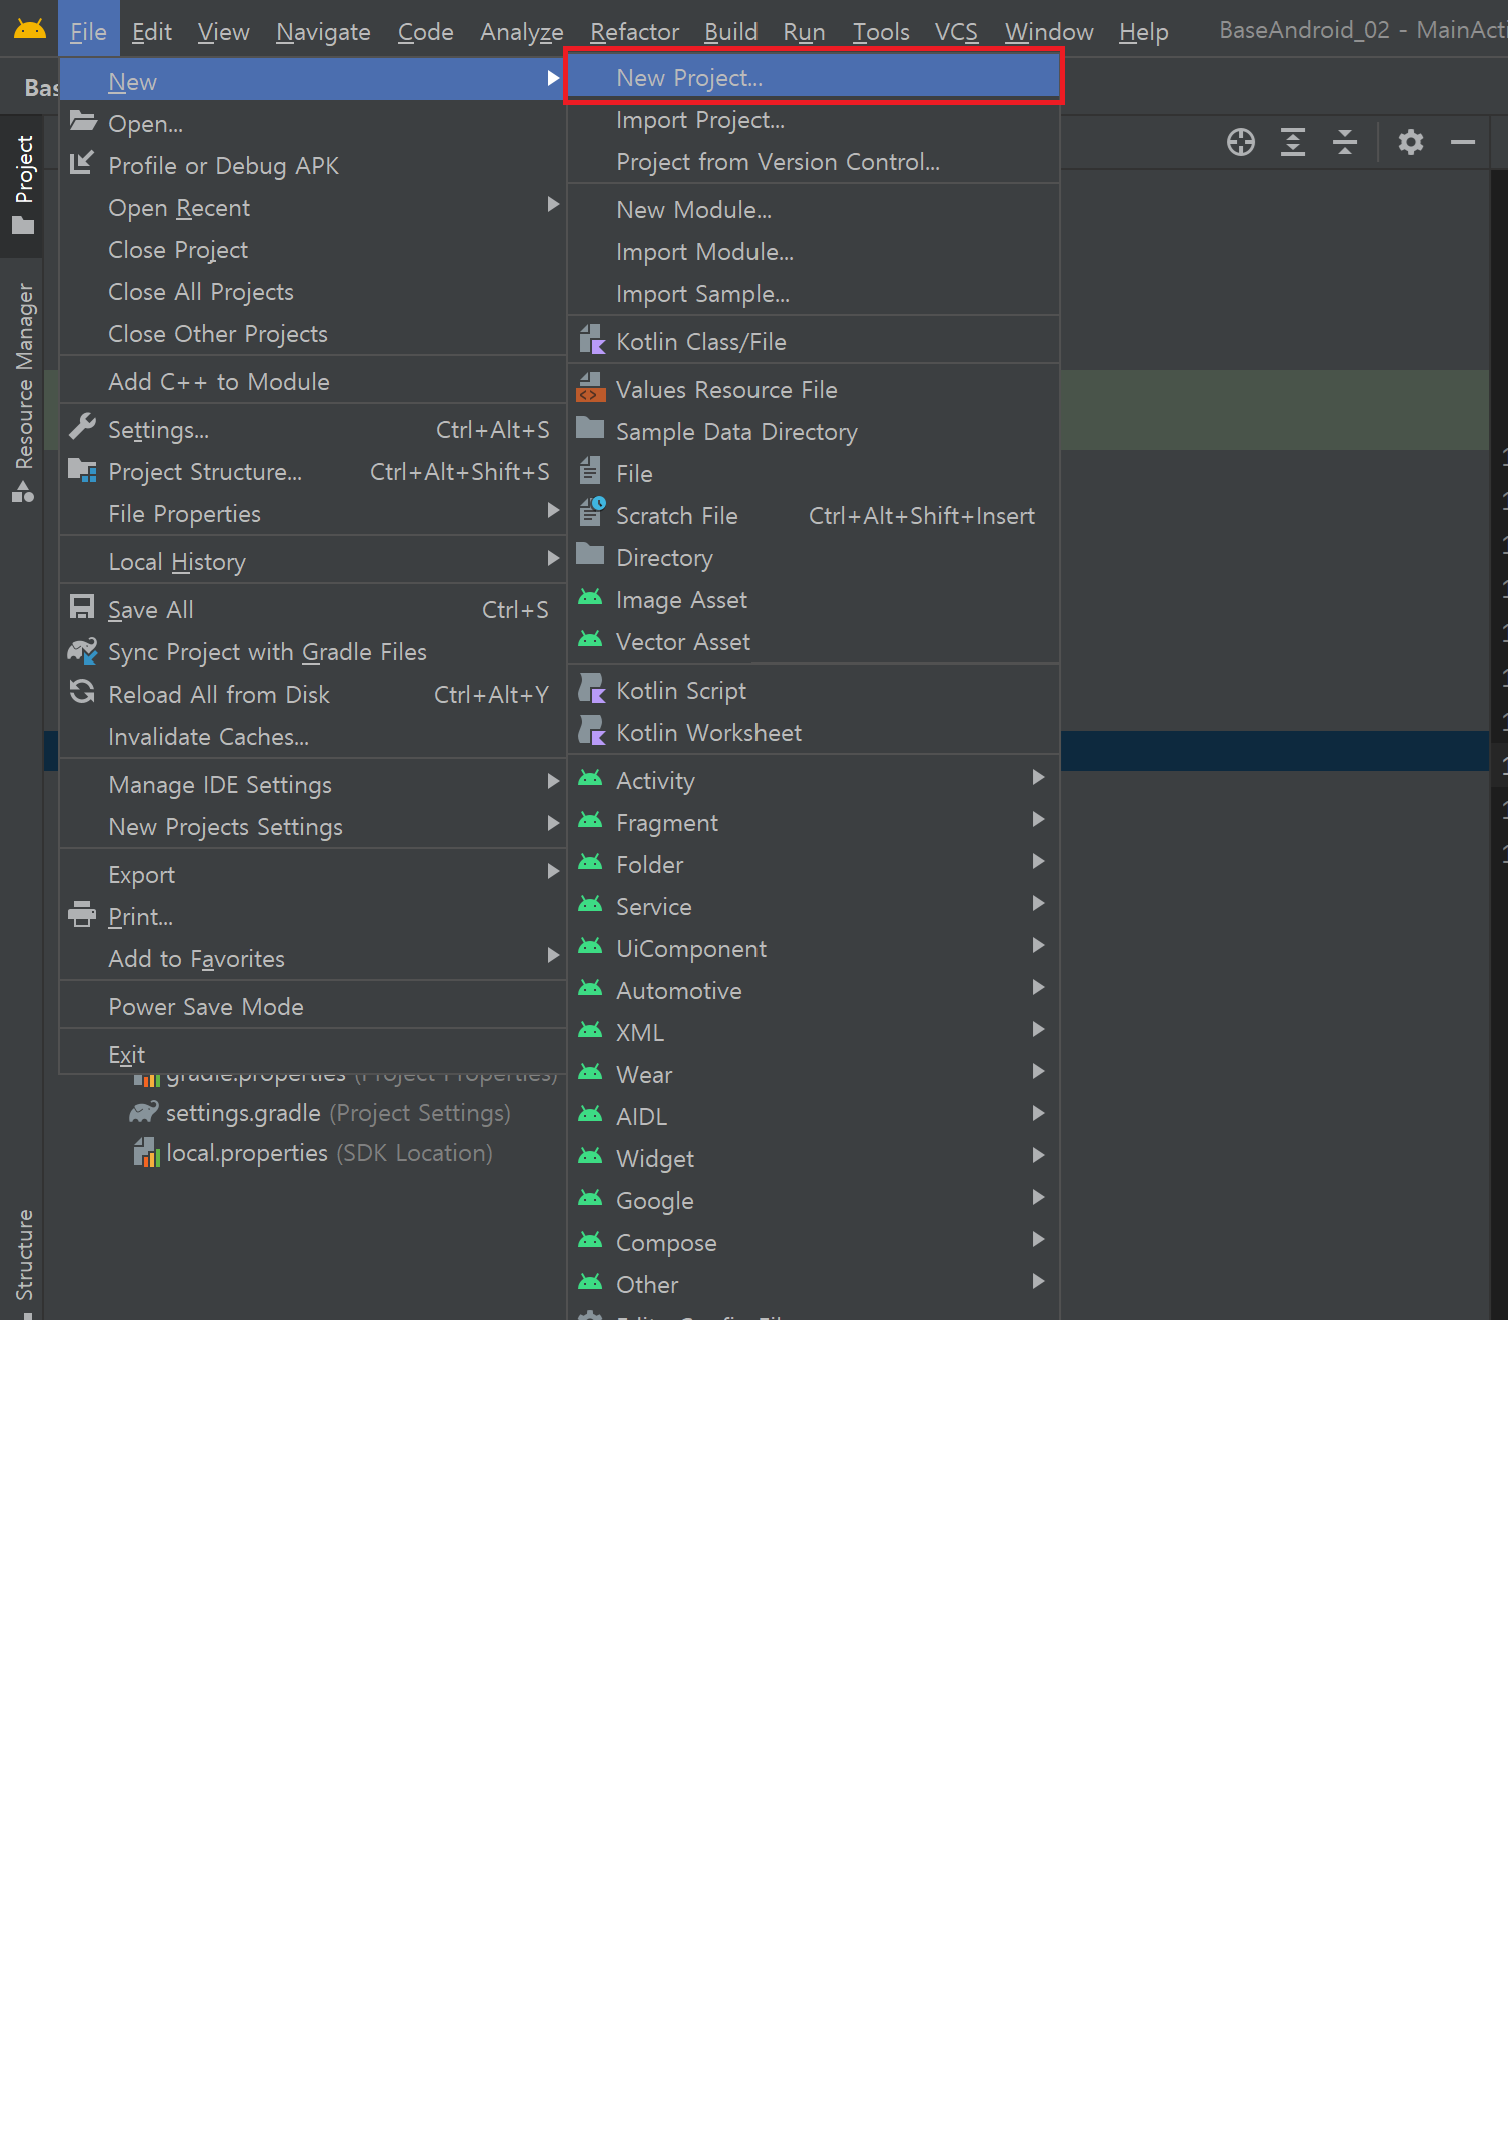 File Edit View Navigate Code Analyze Refactor Build Run Tools VCS Window Help BaseAndroid_02 - MainActi
Bas
Project
Resource Manager
Structure
New
Open...
Profile or Debug APK
Open Recent
Close Project
Close All Projects
Close Other Projects
Add C++ to Module
Settings... Ctrl+Alt+S
Project Structure... Ctrl+Alt+Shift+S
File Properties
Local History
Save All Ctrl+S
Sync Project with Gradle Files
Reload All from Disk Ctrl+Alt+Y
Invalidate Caches...
Manage IDE Settings
New Projects Settings
Export
Print...
Add to Favorites
Power Save Mode
Exit
gradle.properties (Project Properties)
settings.gradle (Project Settings)
local.properties (SDK Location)
New Project...
Import Project...
Project from Version Control...
New Module...
Import Module...
Import Sample...
Kotlin Class/File
Values Resource File
Sample Data Directory
File
Scratch File Ctrl+Alt+Shift+Insert
Directory
Image Asset
Vector Asset
Kotlin Script
Kotlin Worksheet
Activity
Fragment
Folder
Service
UiComponent
Automotive
XML
Wear
AIDL
Widget
Google
Compose
Other